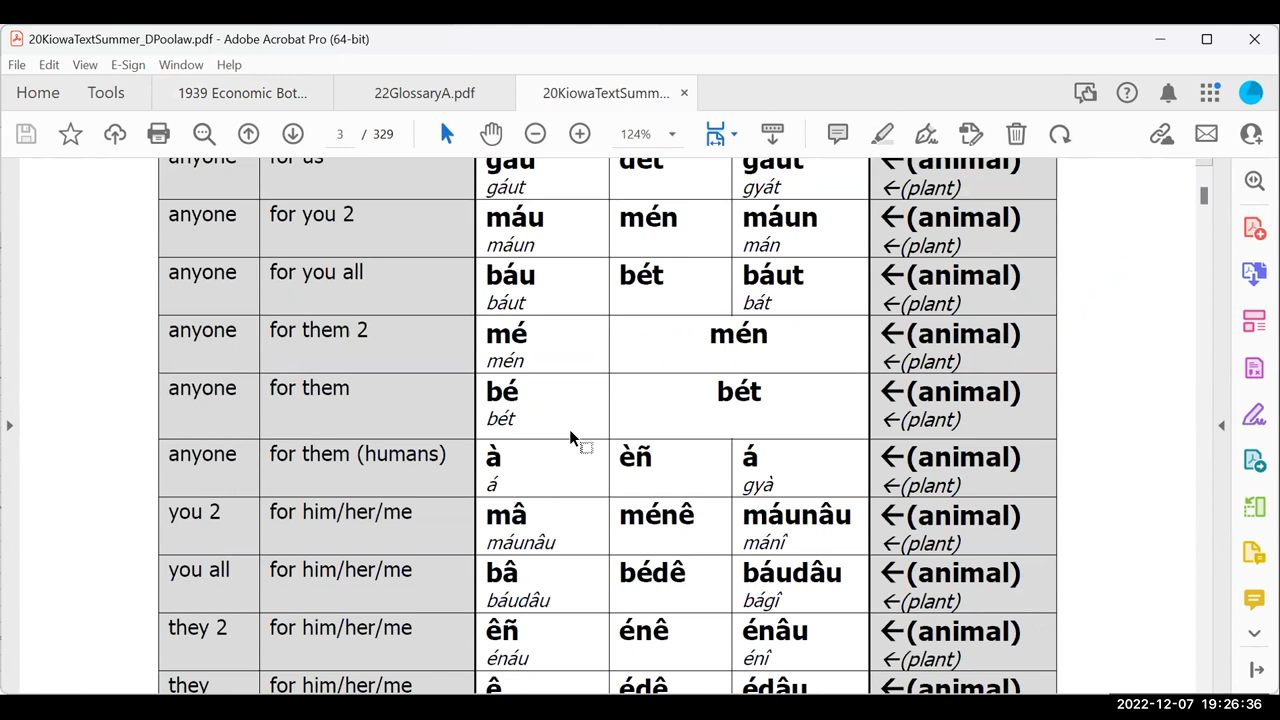 20KiowaTextSummer_DPoolaw.pdf - Adobe Acrobat Pro (64-bit)
File Edit View E-Sign Window Help
Home Tools 1939 Economic Bot... 22GlossaryA.pdf 20KiowaTextSumm... ×
3 / 329 124%
anyone for us gáu dét gáut ←(animal)
gáut gyát ←(plant)
anyone for you 2 máu mén máun ←(animal)
máun mán ←(plant)
anyone for you all báu bét báut ←(animal)
báut bát ←(plant)
anyone for them 2 mé mén ←(animal)
mén ←(plant)
anyone for them bé bét ←(animal)
bét ←(plant)
anyone for them (humans) à èñ á ←(animal)
á gyà ←(plant)
you 2 for him/her/me mâ ménê máunâu ←(animal)
máunâu mánî ←(plant)
you all for him/her/me bâ bédê báudâu ←(animal)
báudâu bágî ←(plant)
they 2 for him/her/me êñ énê énâu ←(animal)
énáu énî ←(plant)
they for him/her/me ê édê édâu ←(animal)
2022-12-07 19:26:36